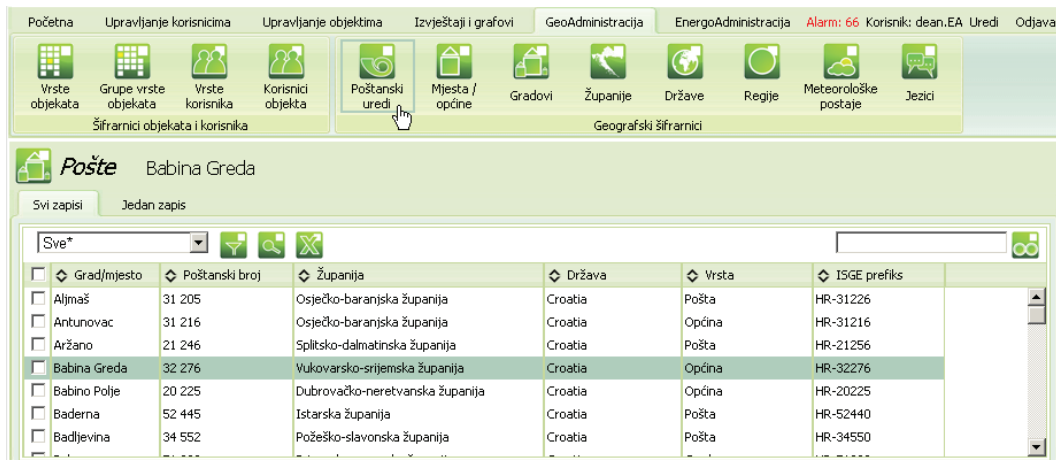 Početna Upravljanje korisnicima Upravljanje objektima Izvještaji i grafovi GeoAdministracija EnergoAdministracija Alarm: 66 Korisnik: dean.EA Uredi Odjava
Vrste objekata Grupe vrste objekata Vrste korisnika Korisnici objekta Poštanski uredi Mjesta / općine Gradovi Županije Države Regije Meteorološke postaje Jezici
Šifrarnici objekata i korisnika Geografski šifrarnici
Pošte Babina Greda
Svi zapisi Jedan zapis
Sve*
Grad/mjesto Poštanski broj Županija Država Vrsta ISGE prefiks
Aljmaš 31 205 Osječko-baranjska županija Croatia Pošta HR-31226
Antunovac 31 216 Osječko-baranjska županija Croatia Općina HR-31216
Aržano 21 246 Splitsko-dalmatinska županija Croatia Pošta HR-21256
Babina Greda 32 276 Vukovarsko-srijemska županija Croatia Općina HR-32276
Babino Polje 20 225 Dubrovačko-neretvanska županija Croatia Općina HR-20225
Baderna 52 445 Istarska županija Croatia Pošta HR-52440
Badljevina 34 552 Požeško-slavonska županija Croatia Pošta HR-34550